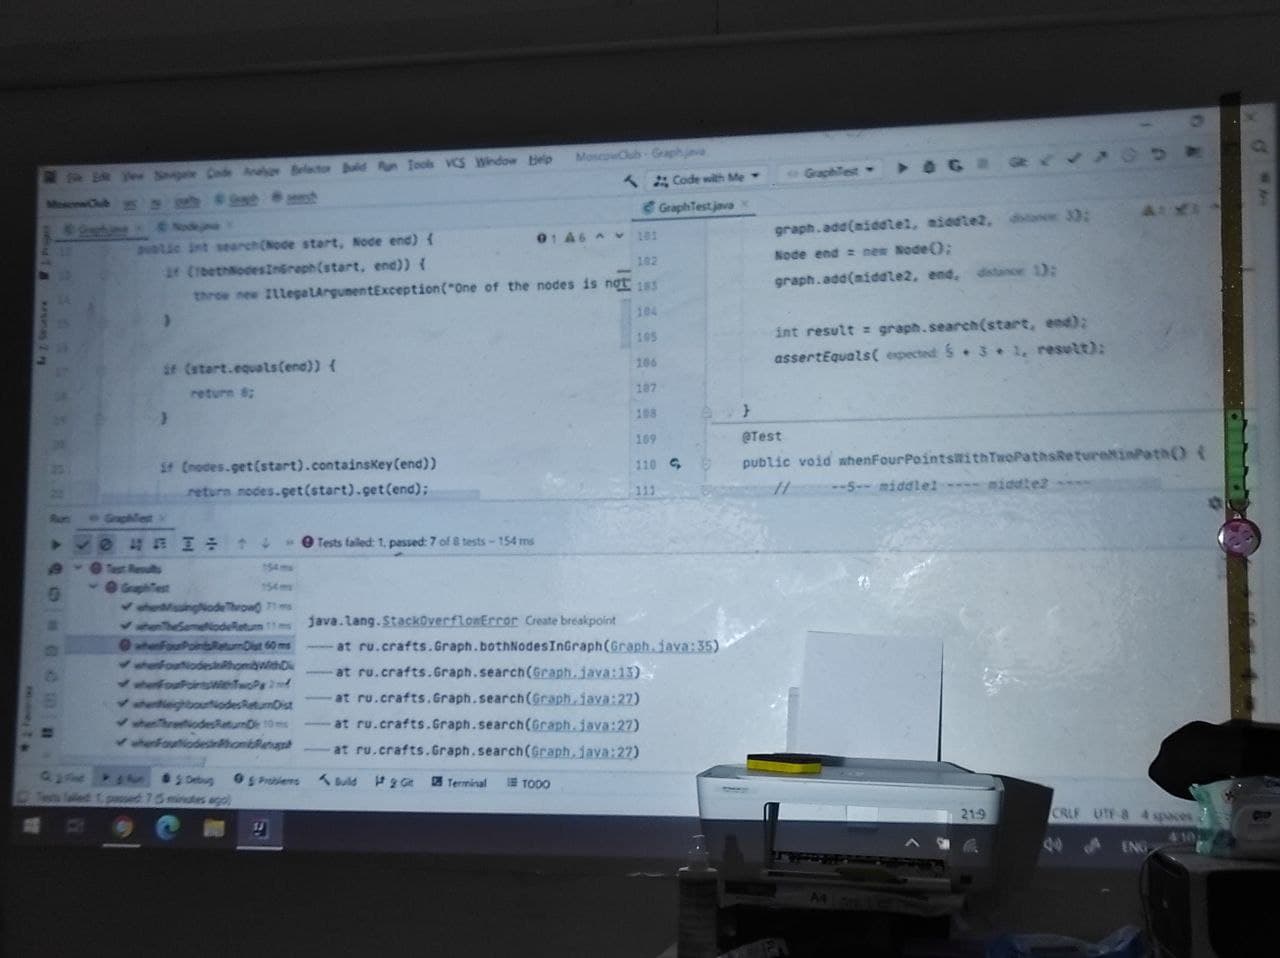 File Edit View Navigate Code Analyze Refactor Build Run Tools VCS Window Help MoscowClub - Graph.java
MoscowClub src ru crafts Graph search
Code with Me GraphTest
Graph.java Node.java
public int search(Node start, Node end) {
1 6
if (!bothNodesInGraph(start, end)) {
throw new IllegalArgumentException("One of the nodes is not
}
if (start.equals(end)) {
return 0;
}
if (nodes.get(start).containsKey(end))
return nodes.get(start).get(end);
GraphTest.java
101 graph.add(middle1, middle2, distance: 3);
102 Node end = new Node();
103 graph.add(middle2, end, distance: 1);
104
105 int result = graph.search(start, end);
106 assertEquals( expected: 5 + 3 + 1, result);
107
108 }
109 @Test
110 public void whenFourPointsWithTwoPathsReturnMinPath() {
111 // --5-- middle1 ---- middle2 ----
Run: GraphTest
Tests failed: 1, passed: 7 of 8 tests – 154 ms
Test Results 154 ms
GraphTest 154 ms
whenMissingNodeThrow() 71 ms
whenTheSameNodeReturn 11 ms
whenFourPointsReturnDist 60 ms
whenFourNodesInRhombWithDi
whenFourPointsWithTwoPa 2 ms
whenNeighbourNodesReturnDist
whenThreeNodesReturnDi 10 ms
java.lang.StackOverflowError Create breakpoint
at ru.crafts.Graph.bothNodesInGraph(Graph.java:35)
at ru.crafts.Graph.search(Graph.java:13)
at ru.crafts.Graph.search(Graph.java:27)
at ru.crafts.Graph.search(Graph.java:27)
at ru.crafts.Graph.search(Graph.java:27)
3 Find 4 Run 5 Debug 6 Problems Build 9 Git Terminal TODO
Tests failed: 1, passed: 7 (5 minutes ago)
21:9 CRLF UTF-8 4 spaces
ENG
A4